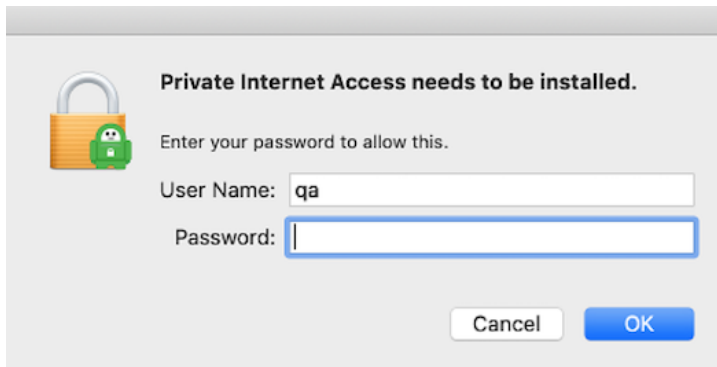 Private Internet Access needs to be installed.
Enter your password to allow this.
User Name: qa
Password:
Cancel OK